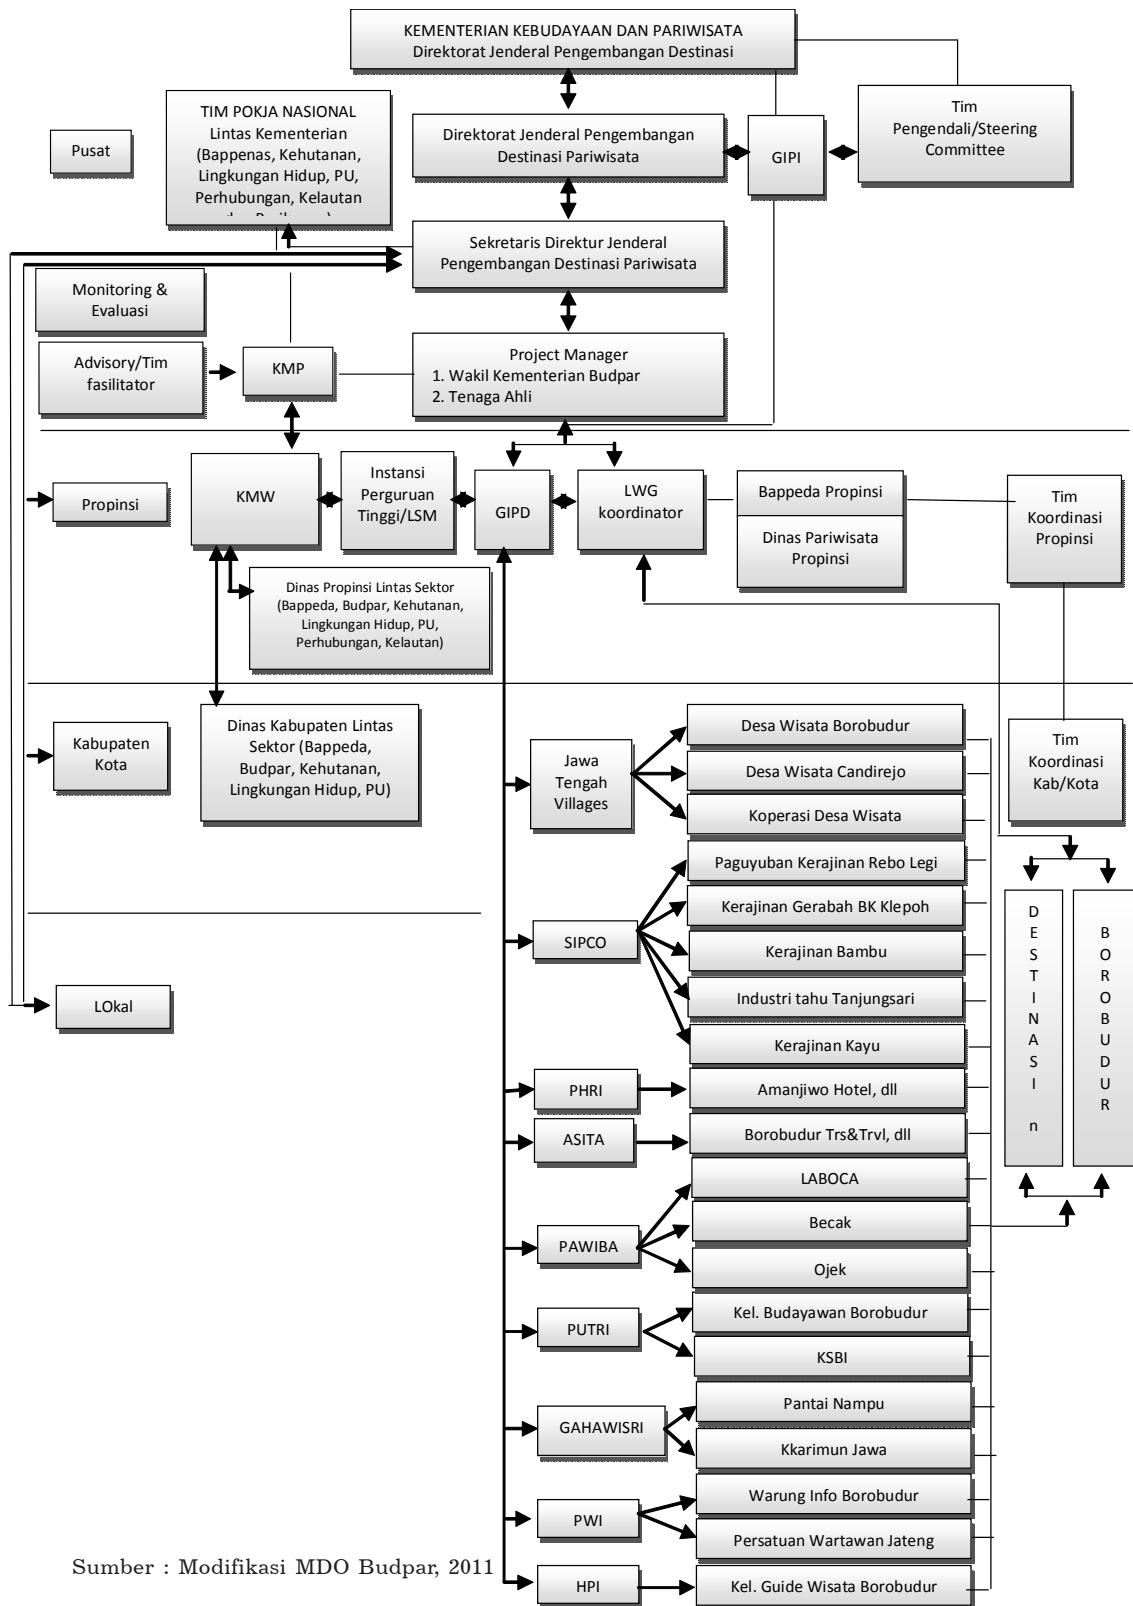 KEMENTERIAN KEBUDAYAAN DAN PARIWISATA
Direktorat Jenderal Pengembangan Destinasi
Pusat
TIM POKJA NASIONAL
Lintas Kementerian
(Bappenas, Kehutanan,
Lingkungan Hidup, PU,
Perhubungan, Kelautan
Direktorat Jenderal Pengembangan
Destinasi Pariwisata
GIPI
Tim
Pengendali/Steering
Committee
Sekretaris Direktur Jenderal
Pengembangan Destinasi Pariwisata
Monitoring &
Evaluasi
Advisory/Tim
fasilitator
KMP
Project Manager
1. Wakil Kementerian Budpar
2. Tenaga Ahli
Propinsi
KMW
Instansi
Perguruan
Tinggi/LSM
GIPD
LWG
koordinator
Bappeda Propinsi
Dinas Pariwisata
Propinsi
Tim
Koordinasi
Propinsi
Dinas Propinsi Lintas Sektor
(Bappeda, Budpar, Kehutanan,
Lingkungan Hidup, PU,
Perhubungan, Kelautan)
Kabupaten
Kota
Dinas Kabupaten Lintas
Sektor (Bappeda,
Budpar, Kehutanan,
Lingkungan Hidup, PU)
Jawa
Tengah
Villages
Desa Wisata Borobudur
Desa Wisata Candirejo
Koperasi Desa Wisata
Tim
Koordinasi
Kab/Kota
SIPCO
Paguyuban Kerajinan Rebo Legi
Kerajinan Gerabah BK Klepoh
Kerajinan Bambu
Industri tahu Tanjungsari
Kerajinan Kayu
DESTINASI n
BOROBUDUR
LOkal
PHRI
Amanjiwo Hotel, dll
ASITA
Borobudur Trs&Trvl, dll
PAWIBA
LABOCA
Becak
Ojek
PUTRI
Kel. Budayawan Borobudur
KSBI
GAHAWISRI
Pantai Nampu
Kkarimun Jawa
PWI
Warung Info Borobudur
Persatuan Wartawan Jateng
HPI
Kel. Guide Wisata Borobudur
Sumber : Modifikasi MDO Budpar, 2011